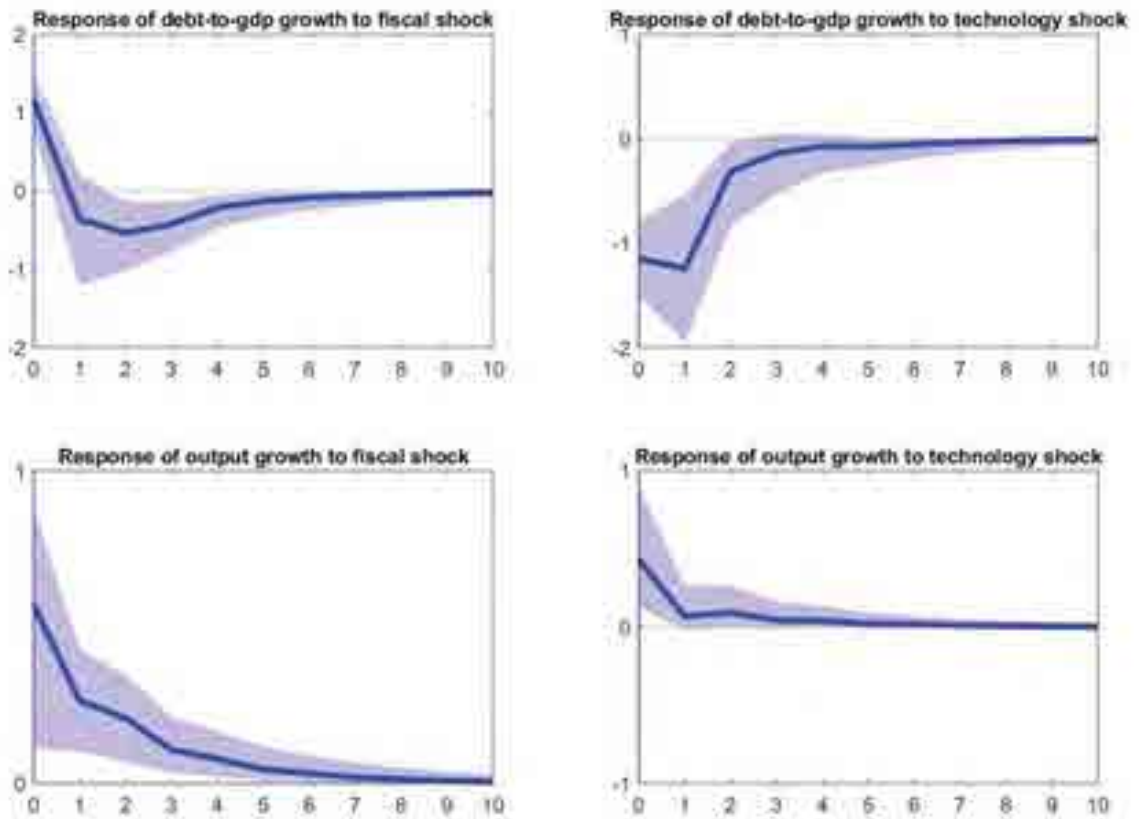 Response of debt-to-gdp growth to fiscal shock
2
1
0
-1
-2
0 1 2 3 4 5 6 7 8 9 10
Response of debt-to-gdp growth to technology shock
1
0
-1
-2
0 1 2 3 4 5 6 7 8 9 10
Response of output growth to fiscal shock
1
0
0 1 2 3 4 5 6 7 8 9 10
Response of output growth to technology shock
1
0
-1
0 1 2 3 4 5 6 7 8 9 10